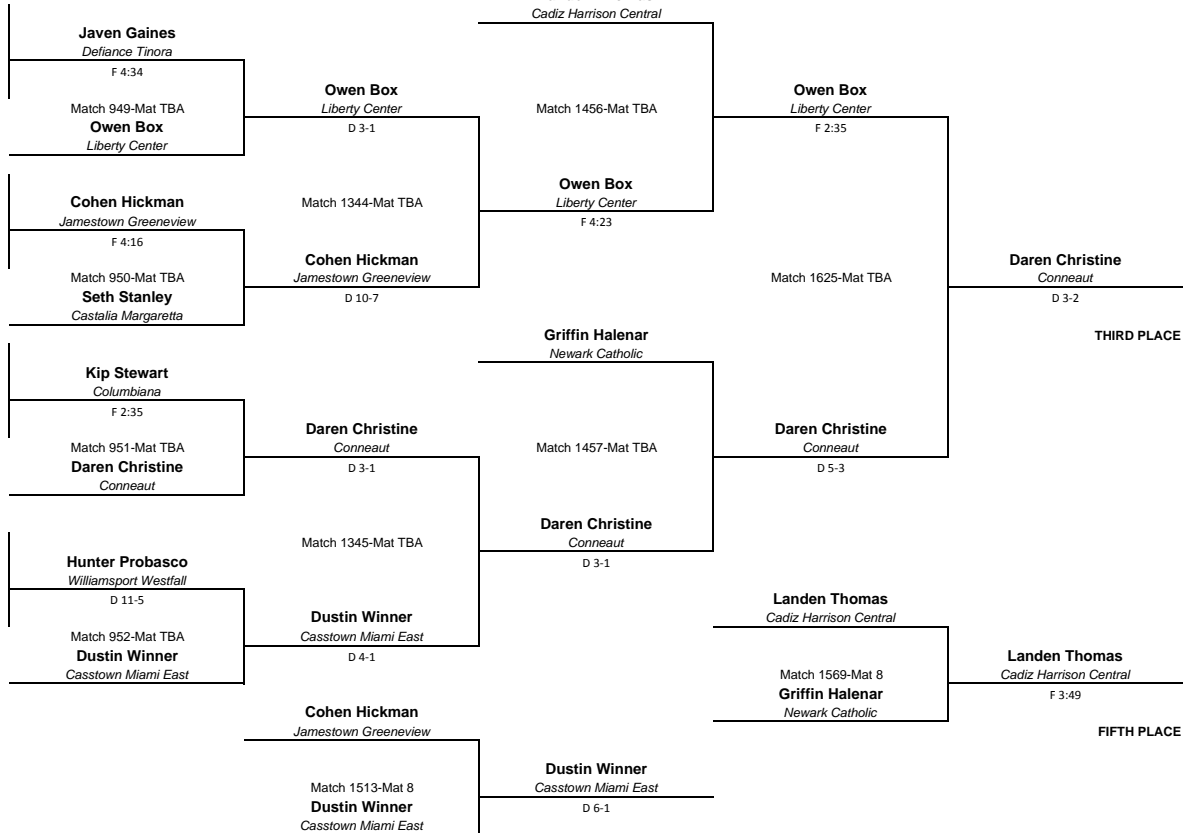 Cadiz Harrison Central
Javen Gaines
Defiance Tinora
F 4:34
Match 949-Mat TBA
Owen Box
Liberty Center
Owen Box
Liberty Center
D 3-1
Match 1456-Mat TBA
Owen Box
Liberty Center
F 2:35
Cohen Hickman
Jamestown Greeneview
F 4:16
Match 950-Mat TBA
Seth Stanley
Castalia Margaretta
Match 1344-Mat TBA
Cohen Hickman
Jamestown Greeneview
D 10-7
Owen Box
Liberty Center
F 4:23
Match 1625-Mat TBA
Daren Christine
Conneaut
D 3-2
THIRD PLACE
Kip Stewart
Columbiana
F 2:35
Match 951-Mat TBA
Daren Christine
Conneaut
Daren Christine
Conneaut
D 3-1
Griffin Halenar
Newark Catholic
Match 1457-Mat TBA
Daren Christine
Conneaut
D 5-3
Hunter Probasco
Williamsport Westfall
D 11-5
Match 952-Mat TBA
Dustin Winner
Casstown Miami East
Match 1345-Mat TBA
Dustin Winner
Casstown Miami East
D 4-1
Daren Christine
Conneaut
D 3-1
Landen Thomas
Cadiz Harrison Central
Match 1569-Mat 8
Griffin Halenar
Newark Catholic
Landen Thomas
Cadiz Harrison Central
F 3:49
FIFTH PLACE
Cohen Hickman
Jamestown Greeneview
Match 1513-Mat 8
Dustin Winner
Casstown Miami East
Dustin Winner
Casstown Miami East
D 6-1